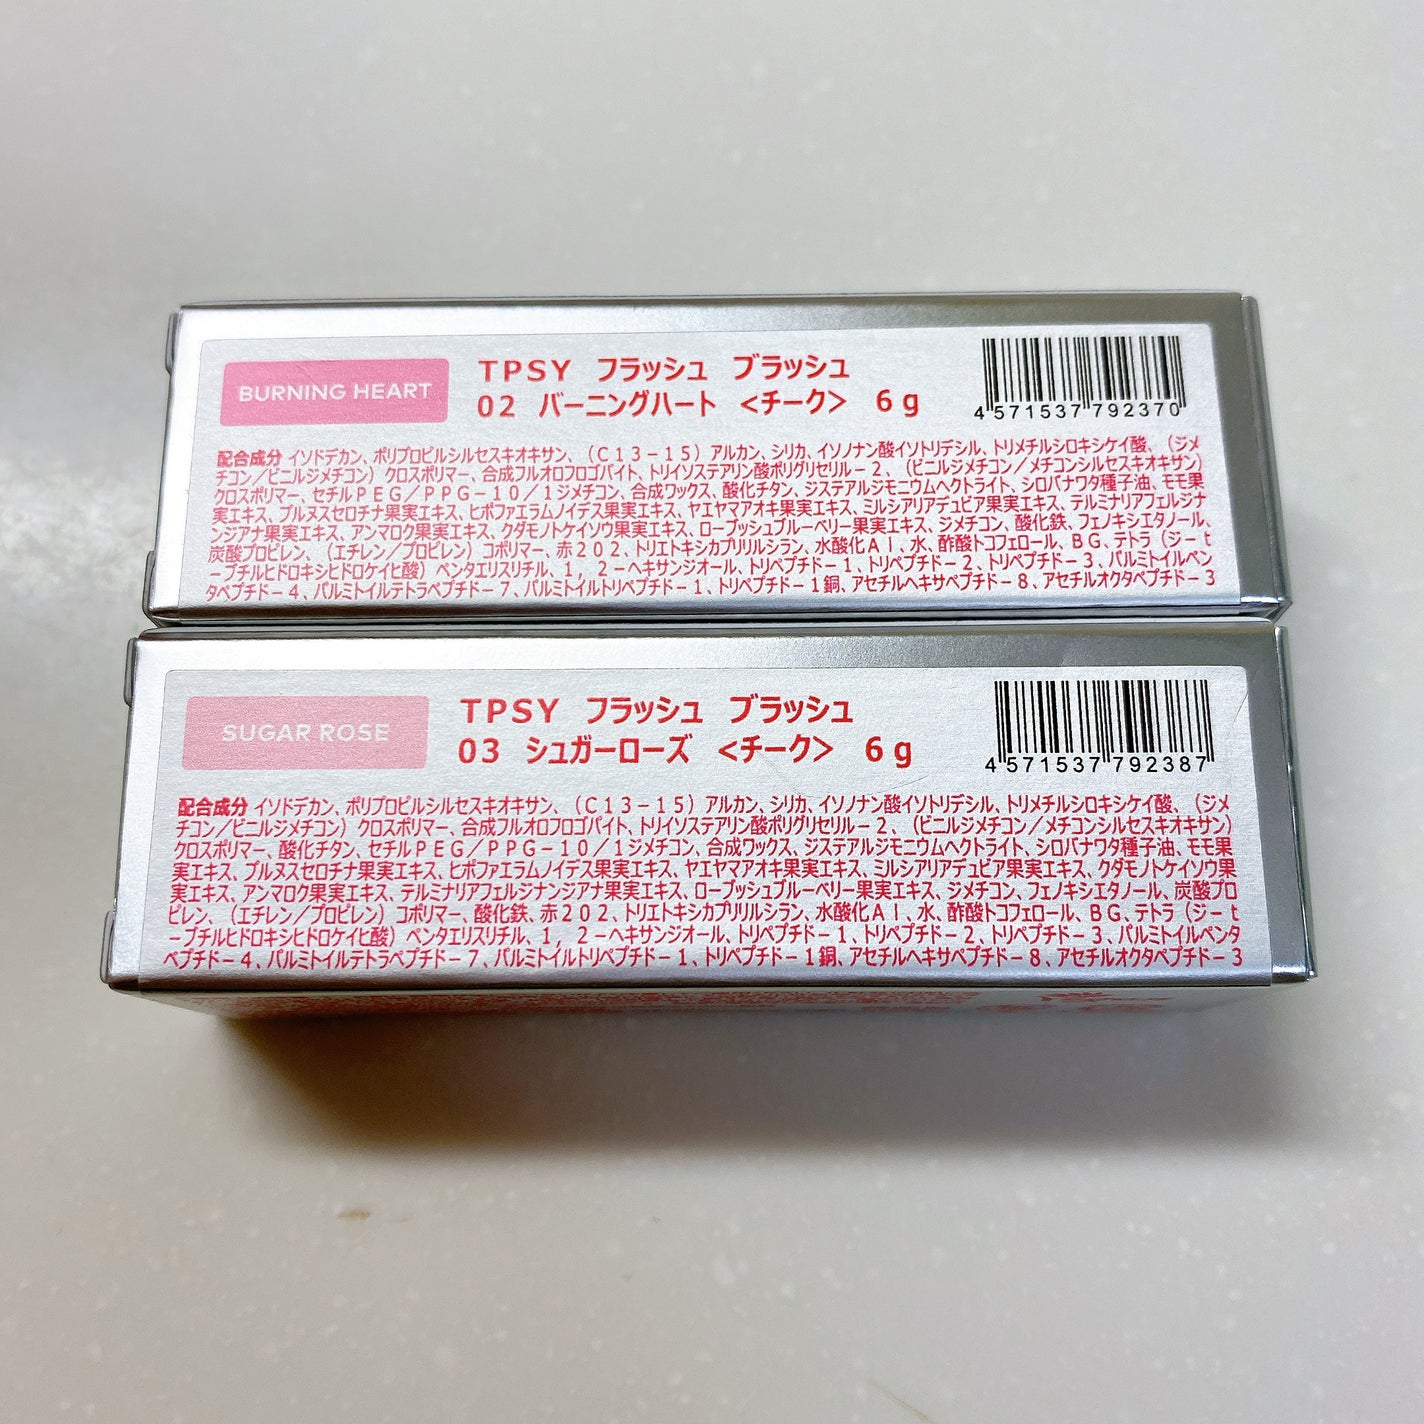 BURNING HEART
TPSY フラッシュ ブラッシュ
02 バーニングハート <チーク> 6g
4 571537 792370
配合成分 イソドデカン、ポリプロピルシルセスキオキサン、（C13－15）アルカン、シリカ、イソノナン酸イソトリデシル、トリメチルシロキシケイ酸、（ジメ
チコン／ビニルジメチコン）クロスポリマー、合成フルオロフロゴパイト、トリイソステアリン酸ポリグリセリル－2、（ビニルジメチコン／メチコンシルセスキオキサン）
クロスポリマー、セチルPEG／PPG－10／1ジメチコン、合成ワックス、酸化チタン、ジステアルジモニウムヘクトライト、シロバナワタ種子油、モモ果
実エキス、プルヌスセロチナ果実エキス、ヒポファエラムノイデス果実エキス、ヤエヤマアオキ果実エキス、ミルシアリアデュビア果実エキス、テルミナリアフェルジナ
ンジアナ果実エキス、アンマロク果実エキス、クダモノトケイソウ果実エキス、ローブッシュブルーベリー果実エキス、ジメチコン、酸化鉄、フェノキシエタノール、
炭酸プロピレン、（エチレン／プロピレン）コポリマー、赤202、トリエトキシカプリリルシラン、水酸化Al、水、酢酸トコフェロール、BG、テトラ（ジ－t
－ブチルヒドロキシヒドロケイヒ酸）ペンタエリスリチル、1，2－ヘキサンジオール、トリペプチド－1、トリペプチド－2、トリペプチド－3、パルミトイルペン
タペプチド－4、パルミトイルテトラペプチド－7、パルミトイルトリペプチド－1、トリペプチド－1銅、アセチルヘキサペプチド－8、アセチルオクタペプチド－3
SUGAR ROSE
TPSY フラッシュ ブラッシュ
03 シュガーローズ <チーク> 6g
4 571537 792387
配合成分 イソドデカン、ポリプロピルシルセスキオキサン、（C13－15）アルカン、シリカ、イソノナン酸イソトリデシル、トリメチルシロキシケイ酸、（ジメ
チコン／ビニルジメチコン）クロスポリマー、合成フルオロフロゴパイト、トリイソステアリン酸ポリグリセリル－2、（ビニルジメチコン／メチコンシルセスキオキサン）
クロスポリマー、酸化チタン、セチルPEG／PPG－10／1ジメチコン、合成ワックス、ジステアルジモニウムヘクトライト、シロバナワタ種子油、モモ果
実エキス、プルヌスセロチナ果実エキス、ヒポファエラムノイデス果実エキス、ヤエヤマアオキ果実エキス、ミルシアリアデュビア果実エキス、クダモノトケイソウ果
実エキス、アンマロク果実エキス、テルミナリアフェルジナンジアナ果実エキス、ローブッシュブルーベリー果実エキス、ジメチコン、フェノキシエタノール、炭酸プロ
ピレン、（エチレン／プロピレン）コポリマー、酸化鉄、赤202、トリエトキシカプリリルシラン、水酸化Al、水、酢酸トコフェロール、BG、テトラ（ジ－t
－ブチルヒドロキシヒドロケイヒ酸）ペンタエリスリチル、1，2－ヘキサンジオール、トリペプチド－1、トリペプチド－2、トリペプチド－3、パルミトイルペンタ
ペプチド－4、パルミトイルテトラペプチド－7、パルミトイルトリペプチド－1、トリペプチド－1銅、アセチルヘキサペプチド－8、アセチルオクタペプチド－3